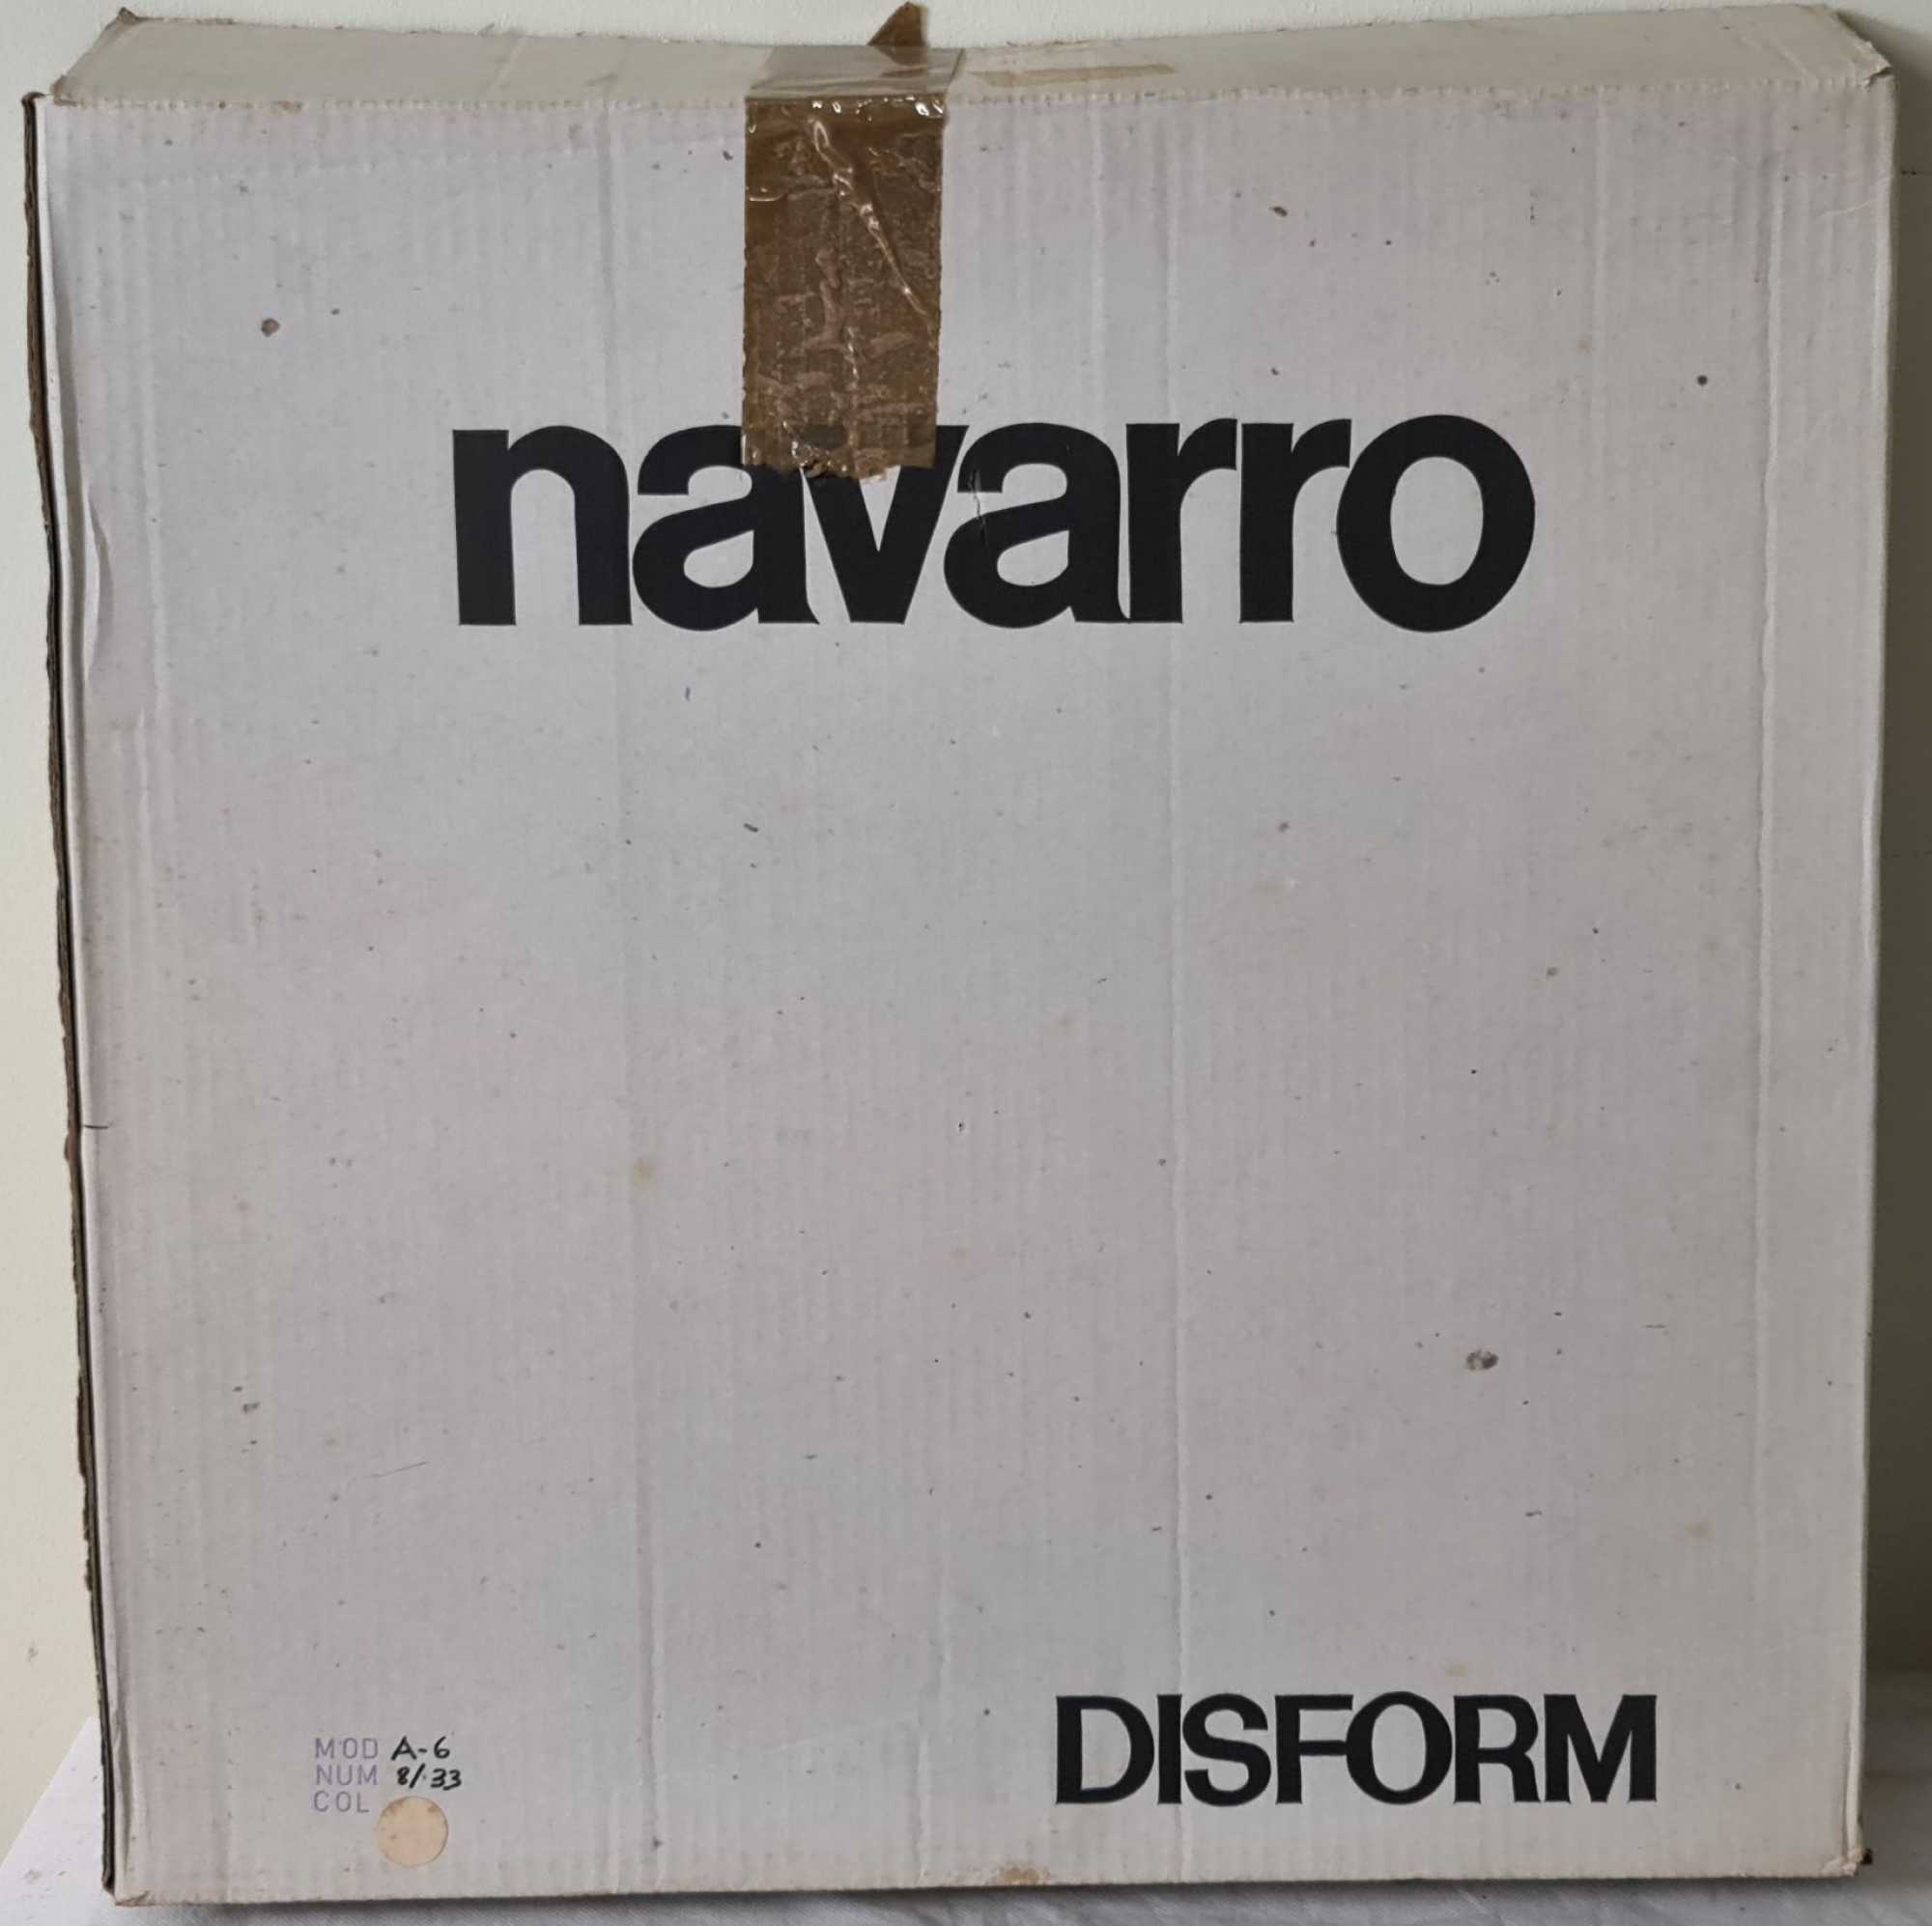 navarro
DISFORM
MOD A-6
NUM 8/33
COL